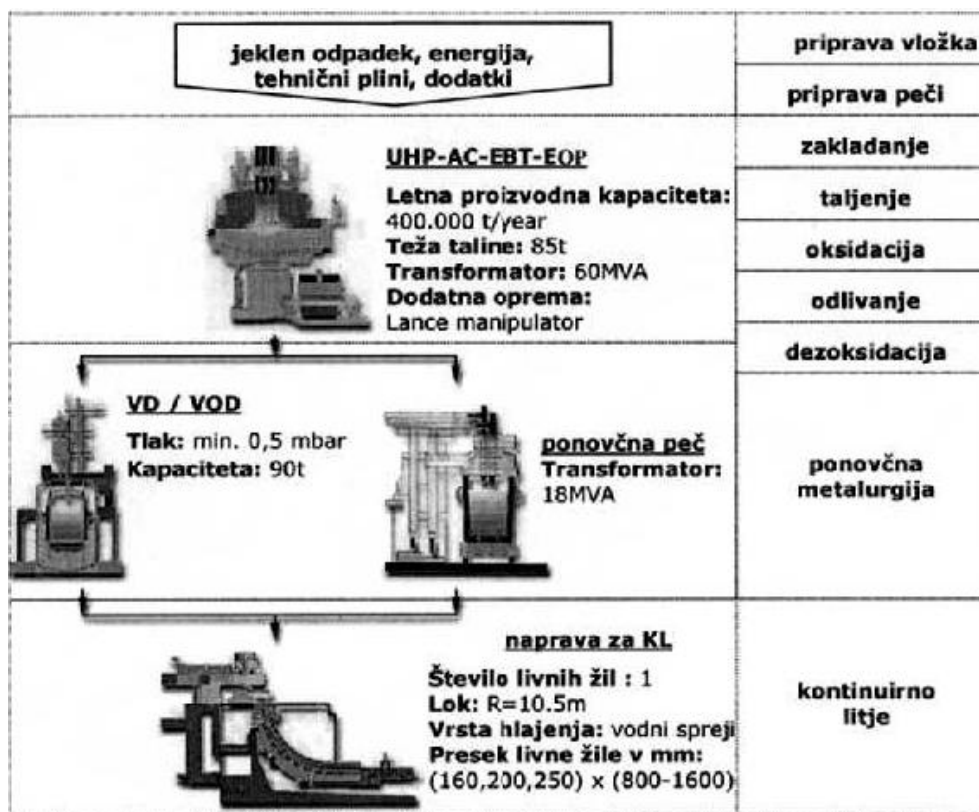 jeklen odpadek, energija,
tehnični plini, dodatki
priprava vložka
priprava peči
UHP-AC-EBT-EOP
Letna proizvodna kapaciteta:
400.000 t/year
Teža taline: 85t
Transformator: 60MVA
Dodatna oprema:
Lance manipulator
zakladanje
taljenje
oksidacija
odlivanje
dezoksidacija
VD / VOD
Tlak: min. 0,5 mbar
Kapaciteta: 90t
ponovčna peč
Transformator:
18MVA
ponovčna
metalurgija
naprava za KL
Število livnih žil : 1
Lok: R=10.5m
Vrsta hlajenja: vodni spreji
Presek livne žile v mm:
(160,200,250) x (800-1600)
kontinuirno
litje